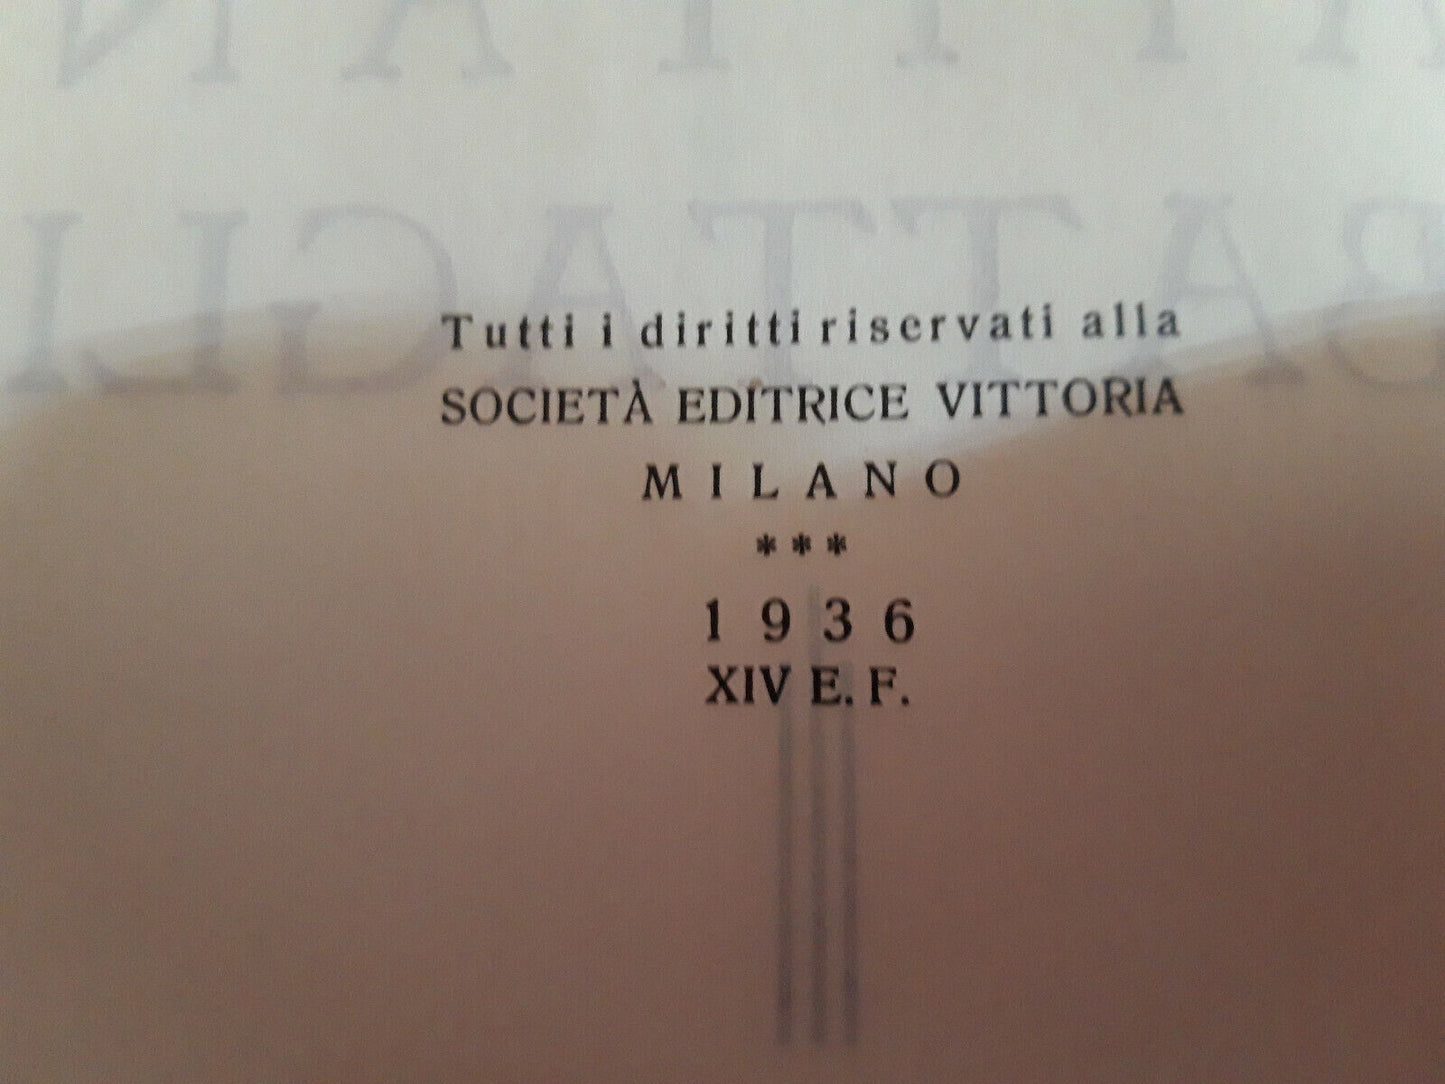 Tutti i diritti riservati alla
SOCIETÀ EDITRICE VITTORIA
MILANO
***
1936
XIV E. F.